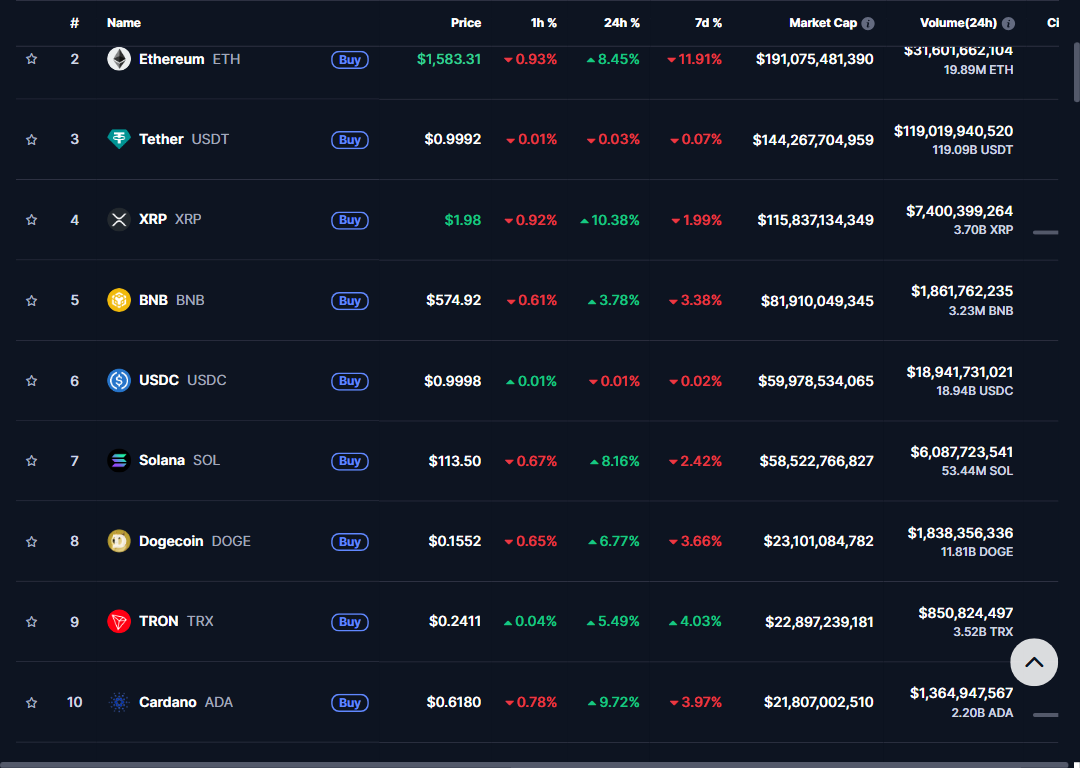 # Name Price 1h % 24h % 7d % Market Cap Volume(24h) Ci
2 Ethereum ETH Buy $1,583.31 0.93% 8.45% 11.91% $191,075,481,390 $31,601,662,104
19.89M ETH
3 Tether USDT Buy $0.9992 0.01% 0.03% 0.07% $144,267,704,959 $119,019,940,520
119.09B USDT
4 XRP XRP Buy $1.98 0.92% 10.38% 1.99% $115,837,134,349 $7,400,399,264
3.70B XRP
5 BNB BNB Buy $574.92 0.61% 3.78% 3.38% $81,910,049,345 $1,861,762,235
3.23M BNB
6 USDC USDC Buy $0.9998 0.01% 0.01% 0.02% $59,978,534,065 $18,941,731,021
18.94B USDC
7 Solana SOL Buy $113.50 0.67% 8.16% 2.42% $58,522,766,827 $6,087,723,541
53.44M SOL
8 Dogecoin DOGE Buy $0.1552 0.65% 6.77% 3.66% $23,101,084,782 $1,838,356,336
11.81B DOGE
9 TRON TRX Buy $0.2411 0.04% 5.49% 4.03% $22,897,239,181 $850,824,497
3.52B TRX
10 Cardano ADA Buy $0.6180 0.78% 9.72% 3.97% $21,807,002,510 $1,364,947,567
2.20B ADA